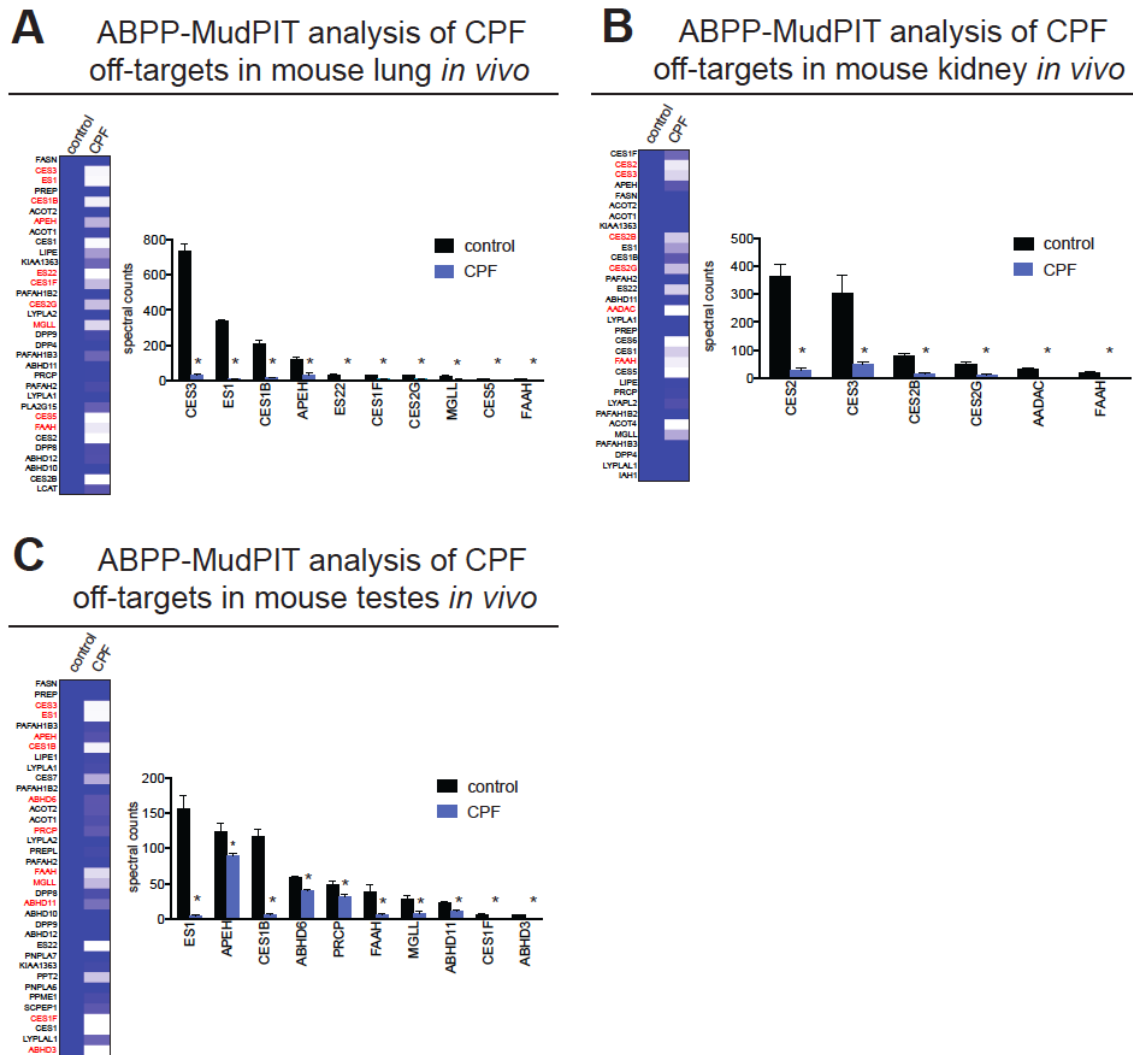 A
ABPP-MudPIT analysis of CPF
off-targets in mouse lung in vivo
control
CPF
FASN
CES3
ES1
PREP
CES1B
ACOT2
APEH
ACOT1
CES1
LIPE
KIAA1363
ES22
CES1F
PAFAH1B2
CES2G
LYPLA2
MGLL
DPP9
DPP4
PAFAH1B3
ABHD11
PRCP
PAFAH2
LYPLA1
PLA2G15
CES5
FAAH
CES2
DPP8
ABHD12
ABHD10
CES2B
LCAT
spectral counts
800
600
400
200
0
control
CPF
* * * * * * * * * *
CES3
ES1
CES1B
APEH
ES22
CES1F
CES2G
MGLL
CES5
FAAH
B
ABPP-MudPIT analysis of CPF
off-targets in mouse kidney in vivo
control
CPF
CES1F
CES2
CES3
APEH
FASN
ACOT2
ACOT1
KIAA1363
CES2B
ES1
CES1B
CES2G
PAFAH2
ES22
ABHD11
AADAC
LYPLA1
PREP
CES6
CES1
FAAH
CES5
LIPE
PRCP
LYAPL2
PAFAH1B2
ACOT4
MGLL
PAFAH1B3
DPP4
LYPLAL1
IAH1
spectral counts
500
400
300
200
100
0
control
CPF
* * * * * *
CES2
CES3
CES2B
CES2G
AADAC
FAAH
C
ABPP-MudPIT analysis of CPF
off-targets in mouse testes in vivo
control
CPF
FASN
PREP
CES3
ES1
PAFAH1B3
APEH
CES1B
LIPE1
LYPLA1
CES7
PAFAH1B2
ABHD6
ACOT2
ACOT1
PRCP
LYPLA2
PREPL
PAFAH2
FAAH
MGLL
DPP8
ABHD11
ABHD10
DPP9
ABHD12
ES22
PNPLA7
KIAA1363
PPT2
PNPLA6
PPME1
SCPEP1
CES1F
CES1
LYPLAL1
ABHD3
spectral counts
200
150
100
50
0
control
CPF
* * * * * * * * * *
ES1
APEH
CES1B
ABHD6
PRCP
FAAH
MGLL
ABHD11
CES1F
ABHD3